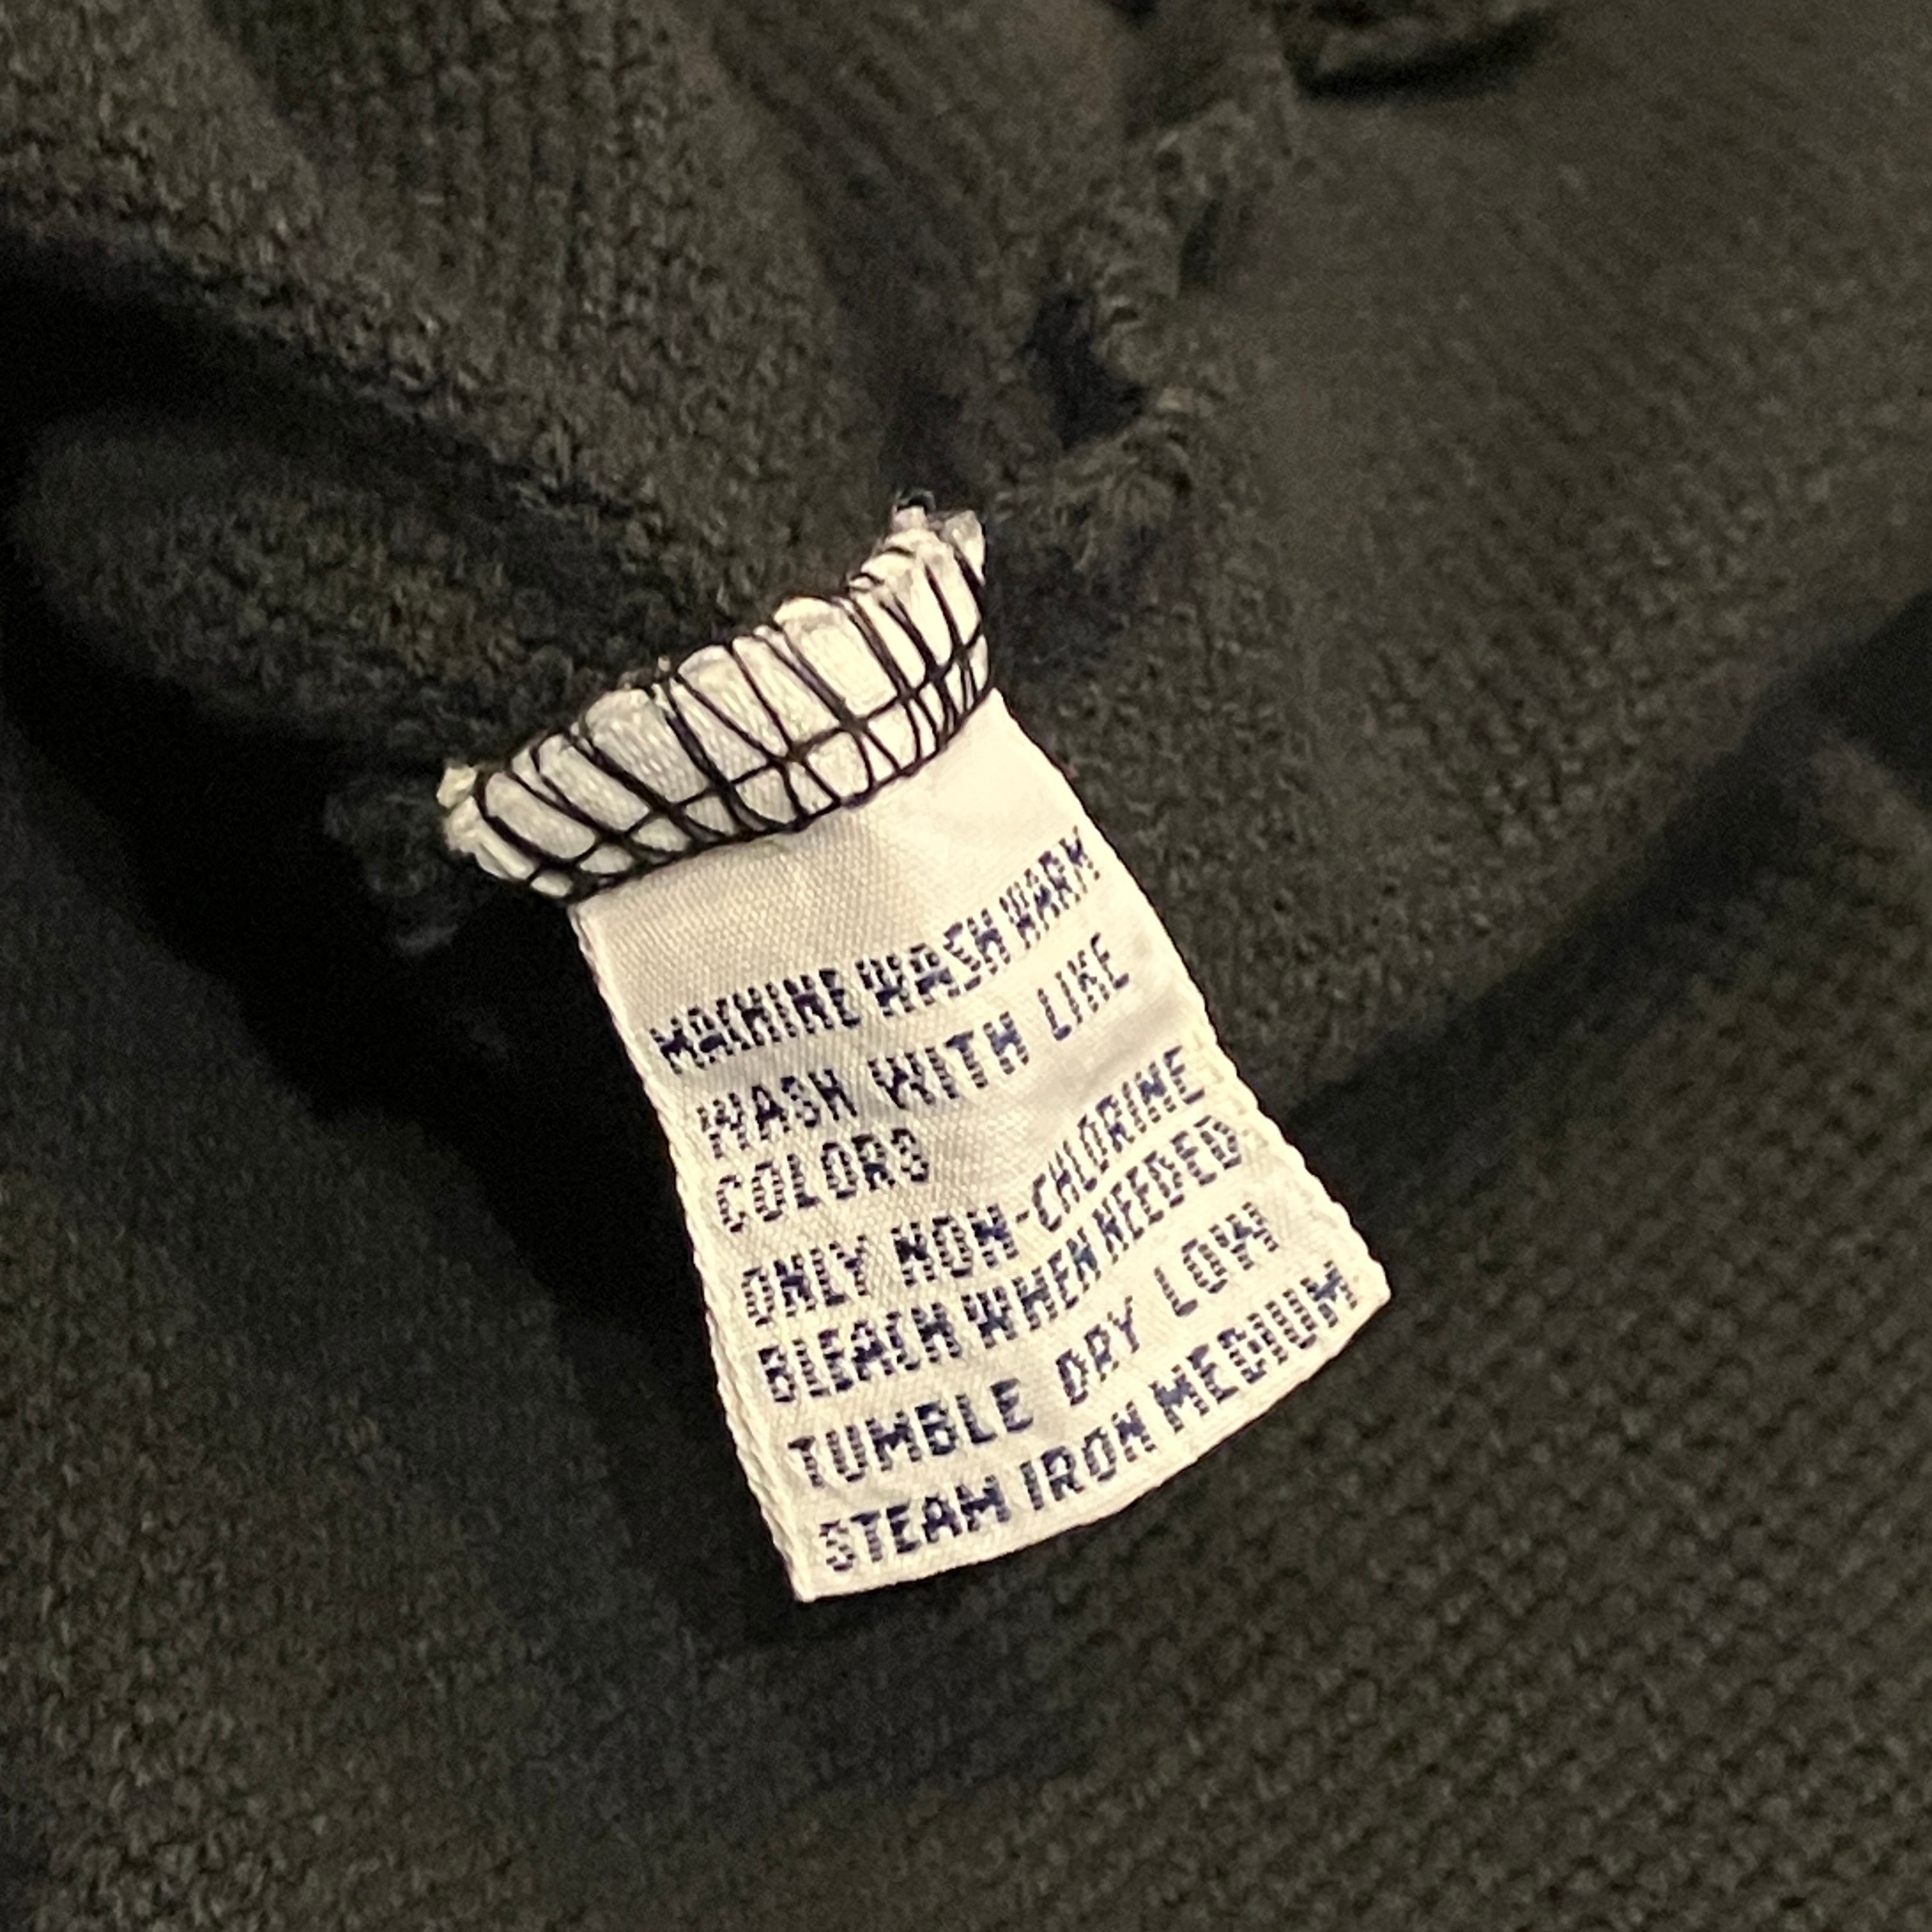 MACHINE WASH WARM
WASH WITH LIKE
COLORS
ONLY NON-CHLORINE
BLEACH WHEN NEEDED
TUMBLE DRY LOW
STEAM IRON MEDIUM